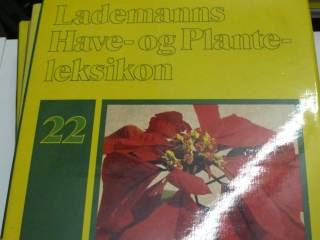 Lademanns
Have- og Plante-
leksikon
22